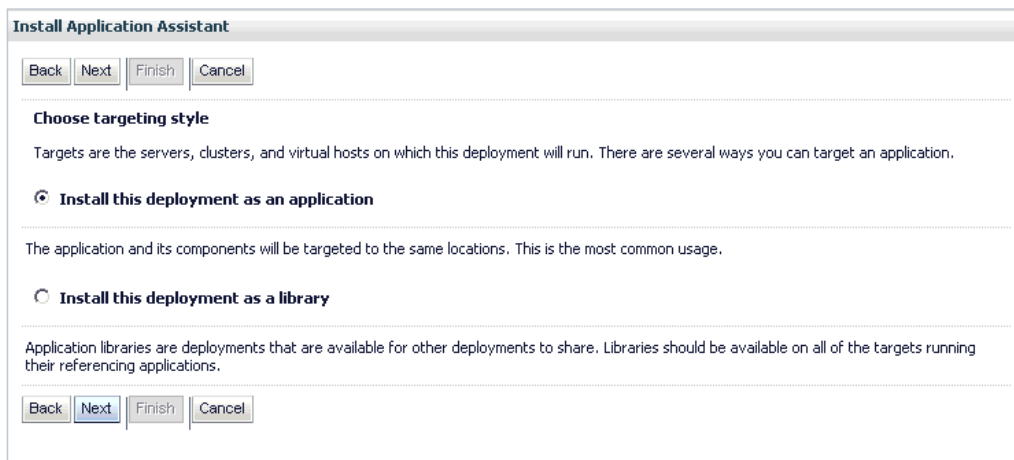 Install Application Assistant
Back Next Finish Cancel
Choose targeting style
Targets are the servers, clusters, and virtual hosts on which this deployment will run. There are several ways you can target an application.
Install this deployment as an application
The application and its components will be targeted to the same locations. This is the most common usage.
Install this deployment as a library
Application libraries are deployments that are available for other deployments to share. Libraries should be available on all of the targets running
their referencing applications.
Back Next Finish Cancel